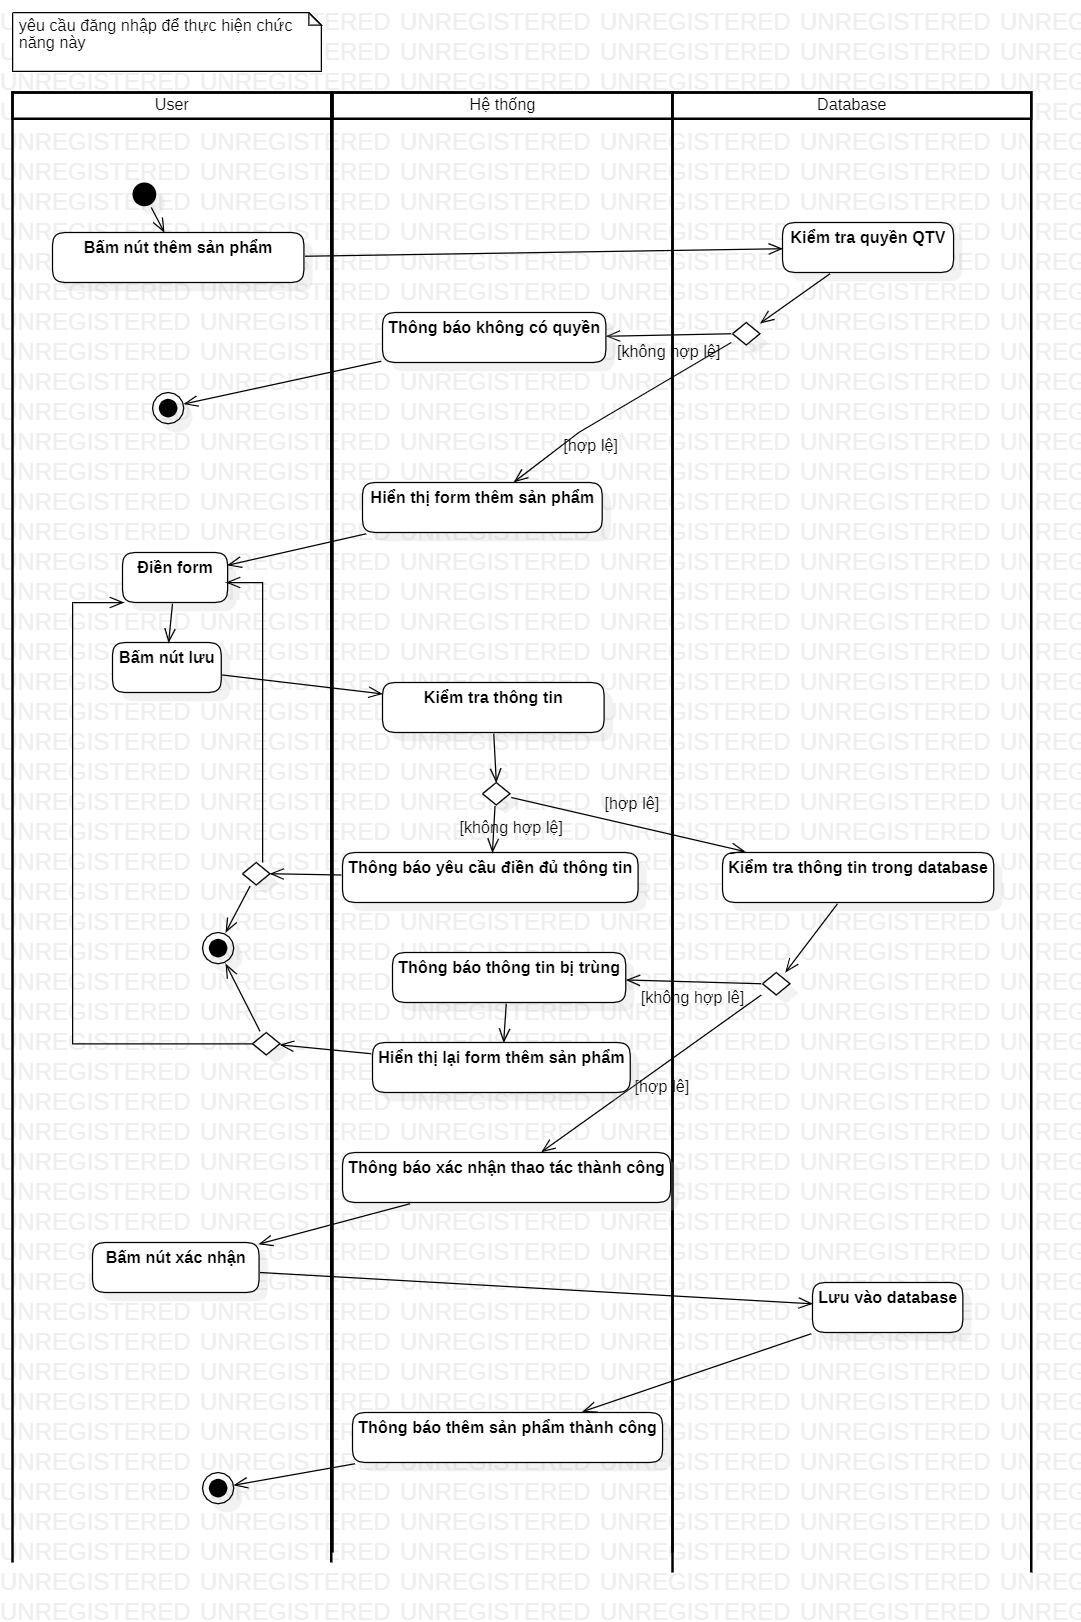 yêu cầu đăng nhập để thực hiện chức
năng này
User
Hệ thống
Database
Bấm nút thêm sản phẩm
Kiểm tra quyền QTV
Thông báo không có quyền
[không hợp lệ]
[hợp lệ]
Hiển thị form thêm sản phẩm
Điền form
Bấm nút lưu
Kiểm tra thông tin
[hợp lệ]
[không hợp lệ]
Thông báo yêu cầu điền đủ thông tin
Kiểm tra thông tin trong database
Thông báo thông tin bị trùng
[không hợp lệ]
Hiển thị lại form thêm sản phẩm
[hợp lệ]
Thông báo xác nhận thao tác thành công
Bấm nút xác nhận
Lưu vào database
Thông báo thêm sản phẩm thành công
UNREGISTERED